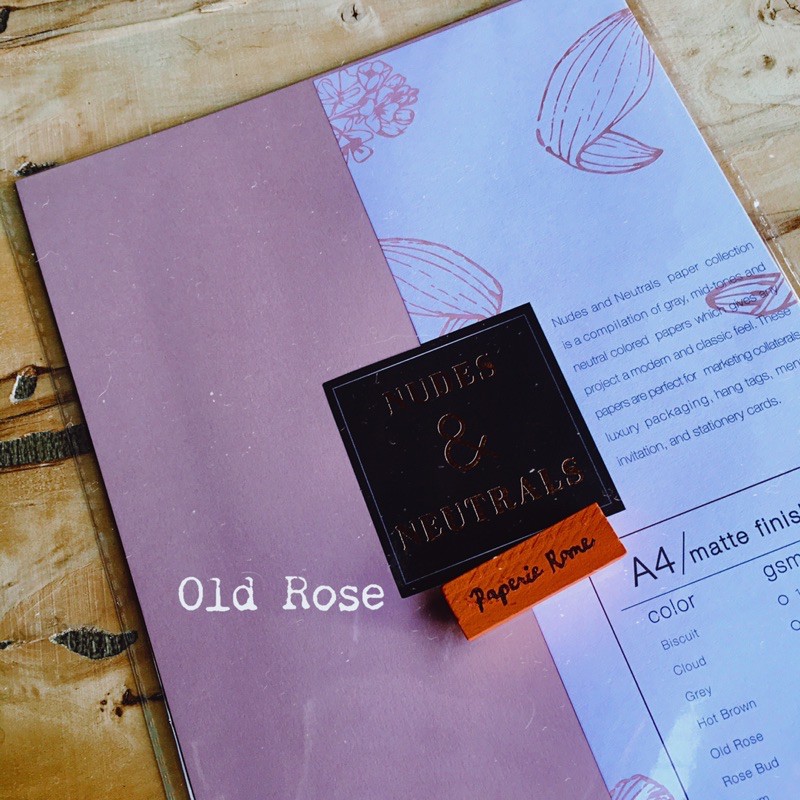 Nudes and Neutrals paper collection
is a compilation of gray, mid-tones and
neutral colored papers which gives any
project a modern and classic feel. These
papers are perfect for marketing collaterals
luxury packaging, hang tags,
invitation, and stationery cards.
NUDES
&
NEUTRALS
Paperie Rome
Old Rose
A4/matte finish
color gsm
Biscuit
Cloud
Grey
Hot Brown
Old Rose
Rose Bud